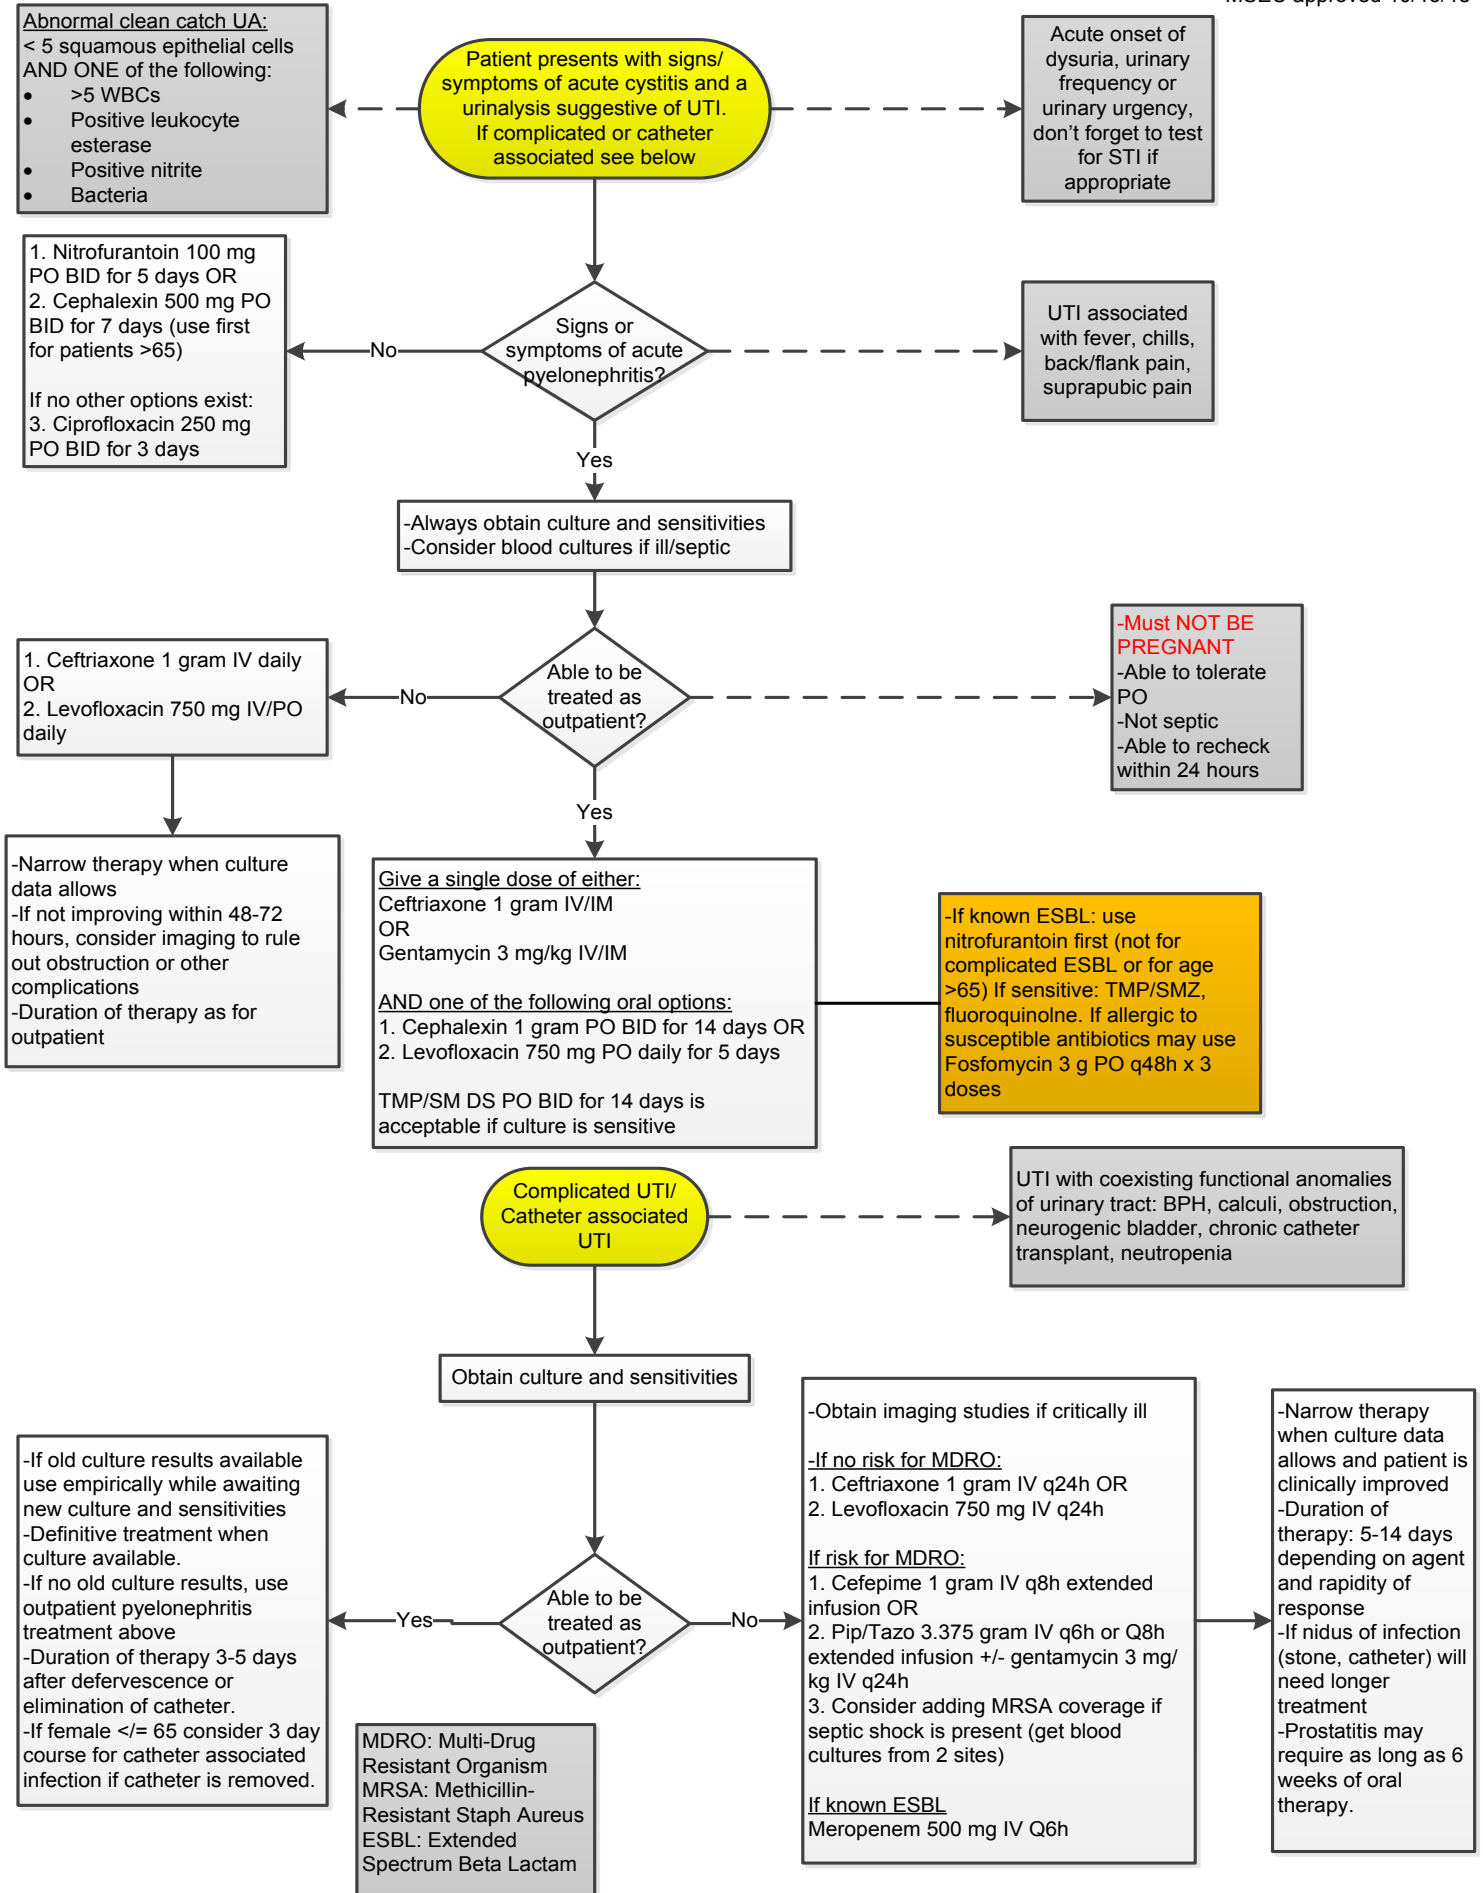 Abnormal clean catch UA:
< 5 squamous epithelial cells
AND ONE of the following:
• >5 WBCs
• Positive leukocyte
esterase
• Positive nitrite
• Bacteria
Patient presents with signs/
symptoms of acute cystitis and a
urinalysis suggestive of UTI.
If complicated or catheter
associated see below
Acute onset of
dysuria, urinary
frequency or
urinary urgency,
don't forget to test
for STI if
appropriate
1. Nitrofurantoin 100 mg
PO BID for 5 days OR
2. Cephalexin 500 mg PO
BID for 7 days (use first
for patients >65)
If no other options exist:
3. Ciprofloxacin 250 mg
PO BID for 3 days
No
Signs or
symptoms of acute
pyelonephritis?
UTI associated
with fever, chills,
back/flank pain,
suprapubic pain
Yes
-Always obtain culture and sensitivities
-Consider blood cultures if ill/septic
1. Ceftriaxone 1 gram IV daily
OR
2. Levofloxacin 750 mg IV/PO
daily
No
Able to be
treated as
outpatient?
-Must NOT BE
PREGNANT
-Able to tolerate
PO
-Not septic
-Able to recheck
within 24 hours
Yes
-Narrow therapy when culture
data allows
-If not improving within 48-72
hours, consider imaging to rule
out obstruction or other
complications
-Duration of therapy as for
outpatient
Give a single dose of either:
Ceftriaxone 1 gram IV/IM
OR
Gentamycin 3 mg/kg IV/IM
AND one of the following oral options:
1. Cephalexin 1 gram PO BID for 14 days OR
2. Levofloxacin 750 mg PO daily for 5 days
TMP/SM DS PO BID for 14 days is
acceptable if culture is sensitive
-If known ESBL: use
nitrofurantoin first (not for
complicated ESBL or for age
>65) If sensitive: TMP/SMZ,
fluoroquinolne. If allergic to
susceptible antibiotics may use
Fosfomycin 3 g PO q48h x 3
doses
Complicated UTI/
Catheter associated
UTI
UTI with coexisting functional anomalies
of urinary tract: BPH, calculi, obstruction,
neurogenic bladder, chronic catheter
transplant, neutropenia
Obtain culture and sensitivities
-If old culture results available
use empirically while awaiting
new culture and sensitivities
-Definitive treatment when
culture available.
-If no old culture results, use
outpatient pyelonephritis
treatment above
-Duration of therapy 3-5 days
after defervescence or
elimination of catheter.
-If female </= 65 consider 3 day
course for catheter associated
infection if catheter is removed.
Yes
Able to be
treated as
outpatient?
No
-Obtain imaging studies if critically ill
-If no risk for MDRO:
1. Ceftriaxone 1 gram IV q24h OR
2. Levofloxacin 750 mg IV q24h
If risk for MDRO:
1. Cefepime 1 gram IV q8h extended
infusion OR
2. Pip/Tazo 3.375 gram IV q6h or Q8h
extended infusion +/- gentamycin 3 mg/
kg IV q24h
3. Consider adding MRSA coverage if
septic shock is present (get blood
cultures from 2 sites)
If known ESBL
Meropenem 500 mg IV Q6h
-Narrow therapy
when culture data
allows and patient is
clinically improved
-Duration of
therapy: 5-14 days
depending on agent
and rapidity of
response
-If nidus of infection
(stone, catheter) will
need longer
treatment
-Prostatitis may
require as long as 6
weeks of oral
therapy.
MDRO: Multi-Drug
Resistant Organism
MRSA: Methicillin-
Resistant Staph Aureus
ESBL: Extended
Spectrum Beta Lactam